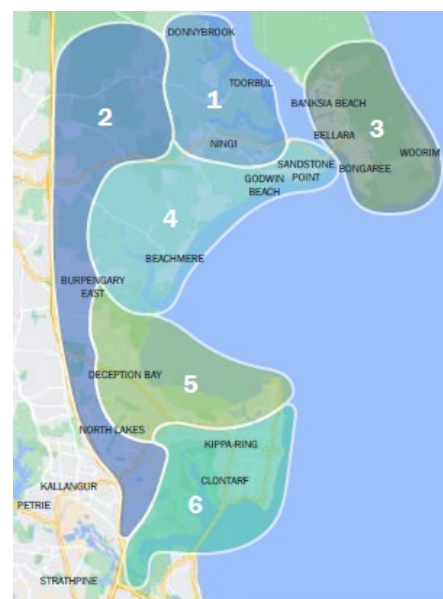 DONNYBROOK
2
1
TOORBUL
BANKSIA BEACH
3
BELLARA
NINGI
WOORIM
SANDSTONE
POINT
BONGAREE
GODWIN
BEACH
4
BEACHMERE
BURPENGARY
EAST
DECEPTION BAY
5
NORTH LAKES
KIPPA-RING
CLONTARF
KALLANGUR
6
PETRIE
STRATHPINE